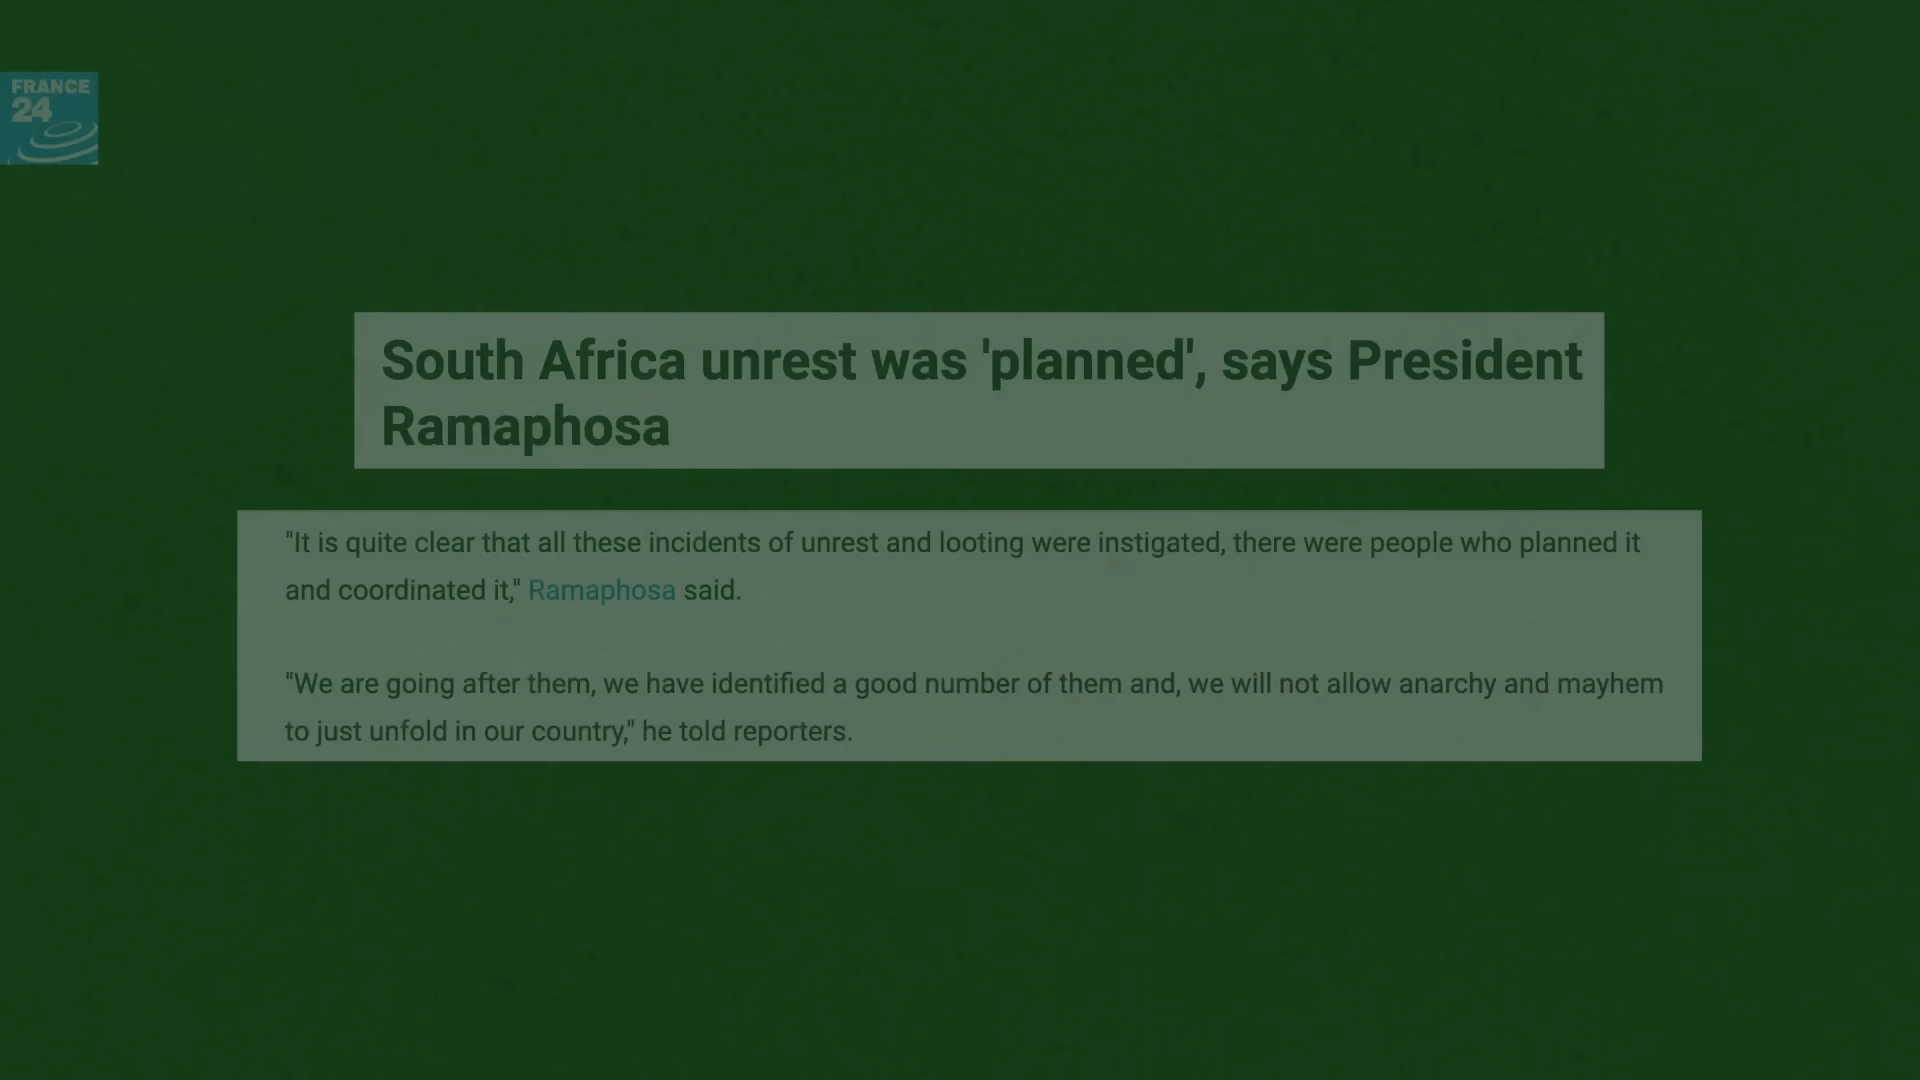 FRANCE
24
South Africa unrest was 'planned', says President
Ramaphosa
"It is quite clear that all these incidents of unrest and looting were instigated, there were people who planned it
and coordinated it," Ramaphosa said.
"We are going after them, we have identified a good number of them and, we will not allow anarchy and mayhem
to just unfold in our country," he told reporters.